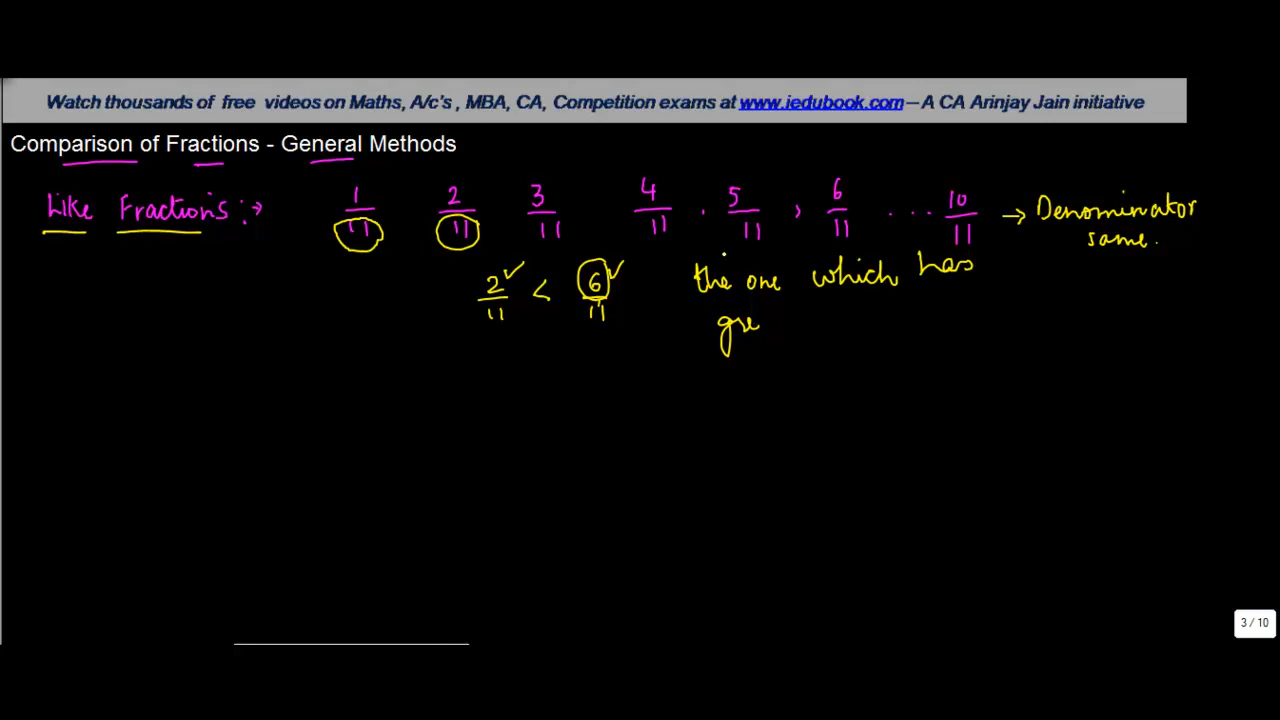 Watch thousands of free videos on Maths, A/c's , MBA, CA, Competition exams at www.iedubook.com – A CA Arinjay Jain initiative
Comparison of Fractions - General Methods
Like Fractions :→ 1/11 2/11 3/11 4/11 . 5/11 , 6/11 .... 10/11 → Denominator same.
2/11 < 6/11 the one which has
gre
3 / 10